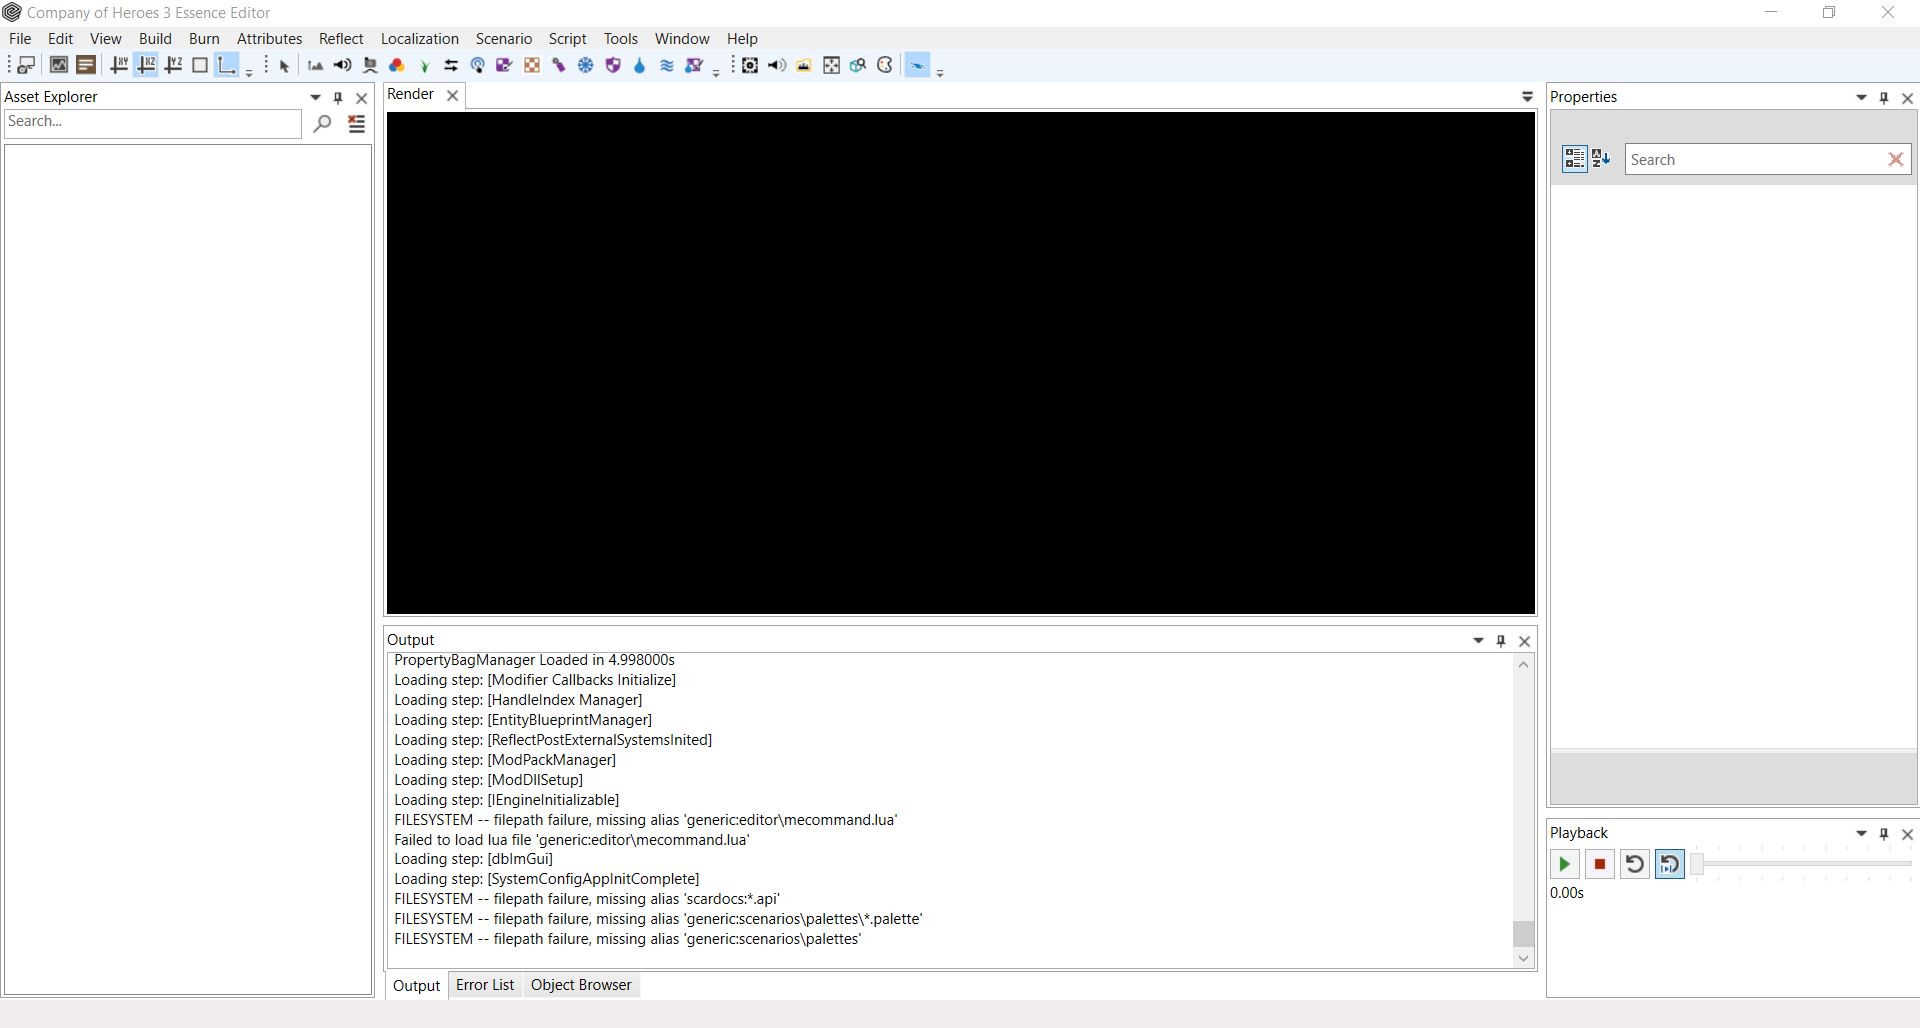 Company of Heroes 3 Essence Editor
File Edit View Build Burn Attributes Reflect Localization Scenario Script Tools Window Help
Asset Explorer
Search...
Render
Output
PropertyBagManager Loaded in 4.998000s
Loading step: [Modifier Callbacks Initialize]
Loading step: [HandleIndex Manager]
Loading step: [EntityBlueprintManager]
Loading step: [ReflectPostExternalSystemsInited]
Loading step: [ModPackManager]
Loading step: [ModDllSetup]
Loading step: [IEngineInitializable]
FILESYSTEM -- filepath failure, missing alias 'generic:editor\mecommand.lua'
Failed to load lua file 'generic:editor\mecommand.lua'
Loading step: [dbImGui]
Loading step: [SystemConfigAppInitComplete]
FILESYSTEM -- filepath failure, missing alias 'scardocs:*.api'
FILESYSTEM -- filepath failure, missing alias 'generic:scenarios\palettes\*.palette'
FILESYSTEM -- filepath failure, missing alias 'generic:scenarios\palettes'
Output Error List Object Browser
Properties
Search
Playback
0.00s